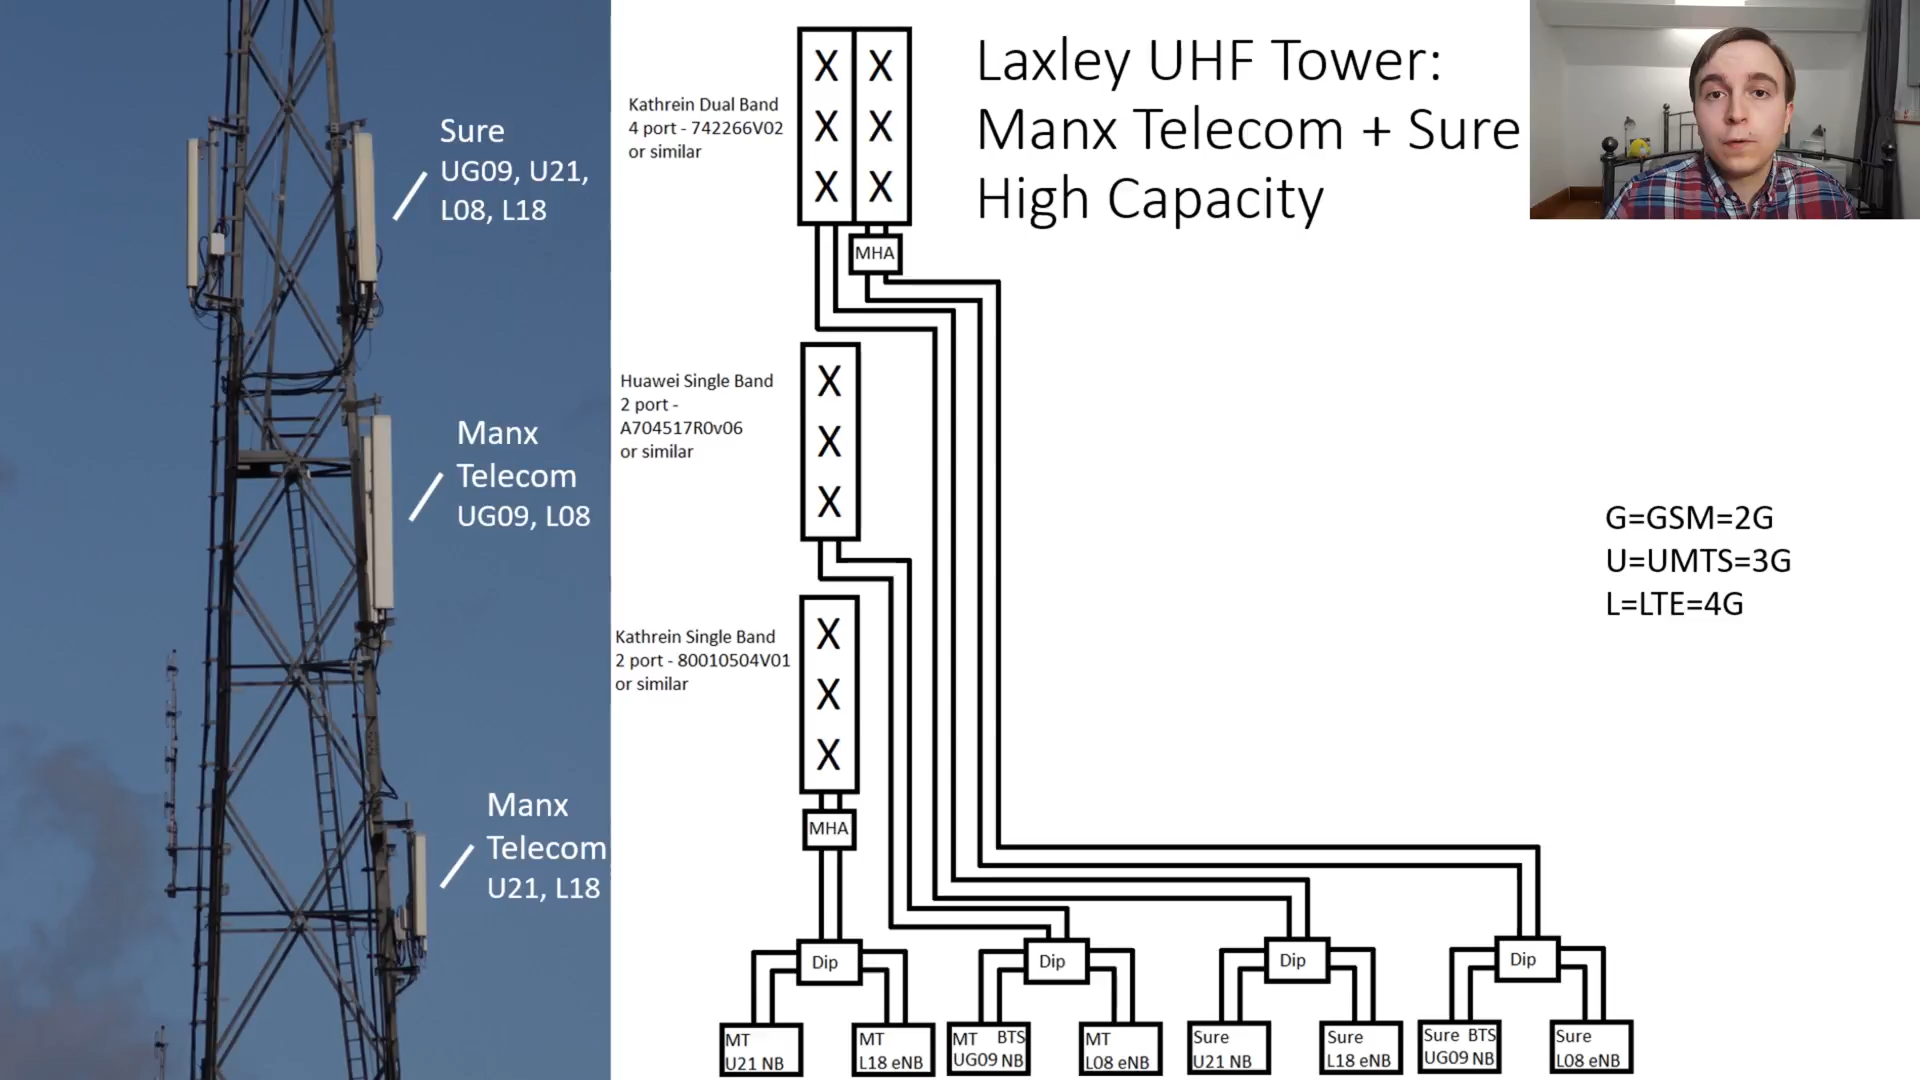 Laxley UHF Tower:
Manx Telecom + Sure
High Capacity
Sure
UG09, U21,
L08, L18
Manx
Telecom
UG09, L08
Manx
Telecom
U21, L18
Kathrein Dual Band
4 port - 742266V02
or similar
X X
X X
X X
MHA
Huawei Single Band
2 port -
A704517R0v06
or similar
X
X
X
Kathrein Single Band
2 port - 80010504V01
or similar
X
X
X
MHA
G=GSM=2G
U=UMTS=3G
L=LTE=4G
Dip
Dip
Dip
Dip
MT
U21 NB
MT
L18 eNB
MT BTS
UG09 NB
MT
L08 eNB
Sure
U21 NB
Sure
L18 eNB
Sure BTS
UG09 NB
Sure
L08 eNB